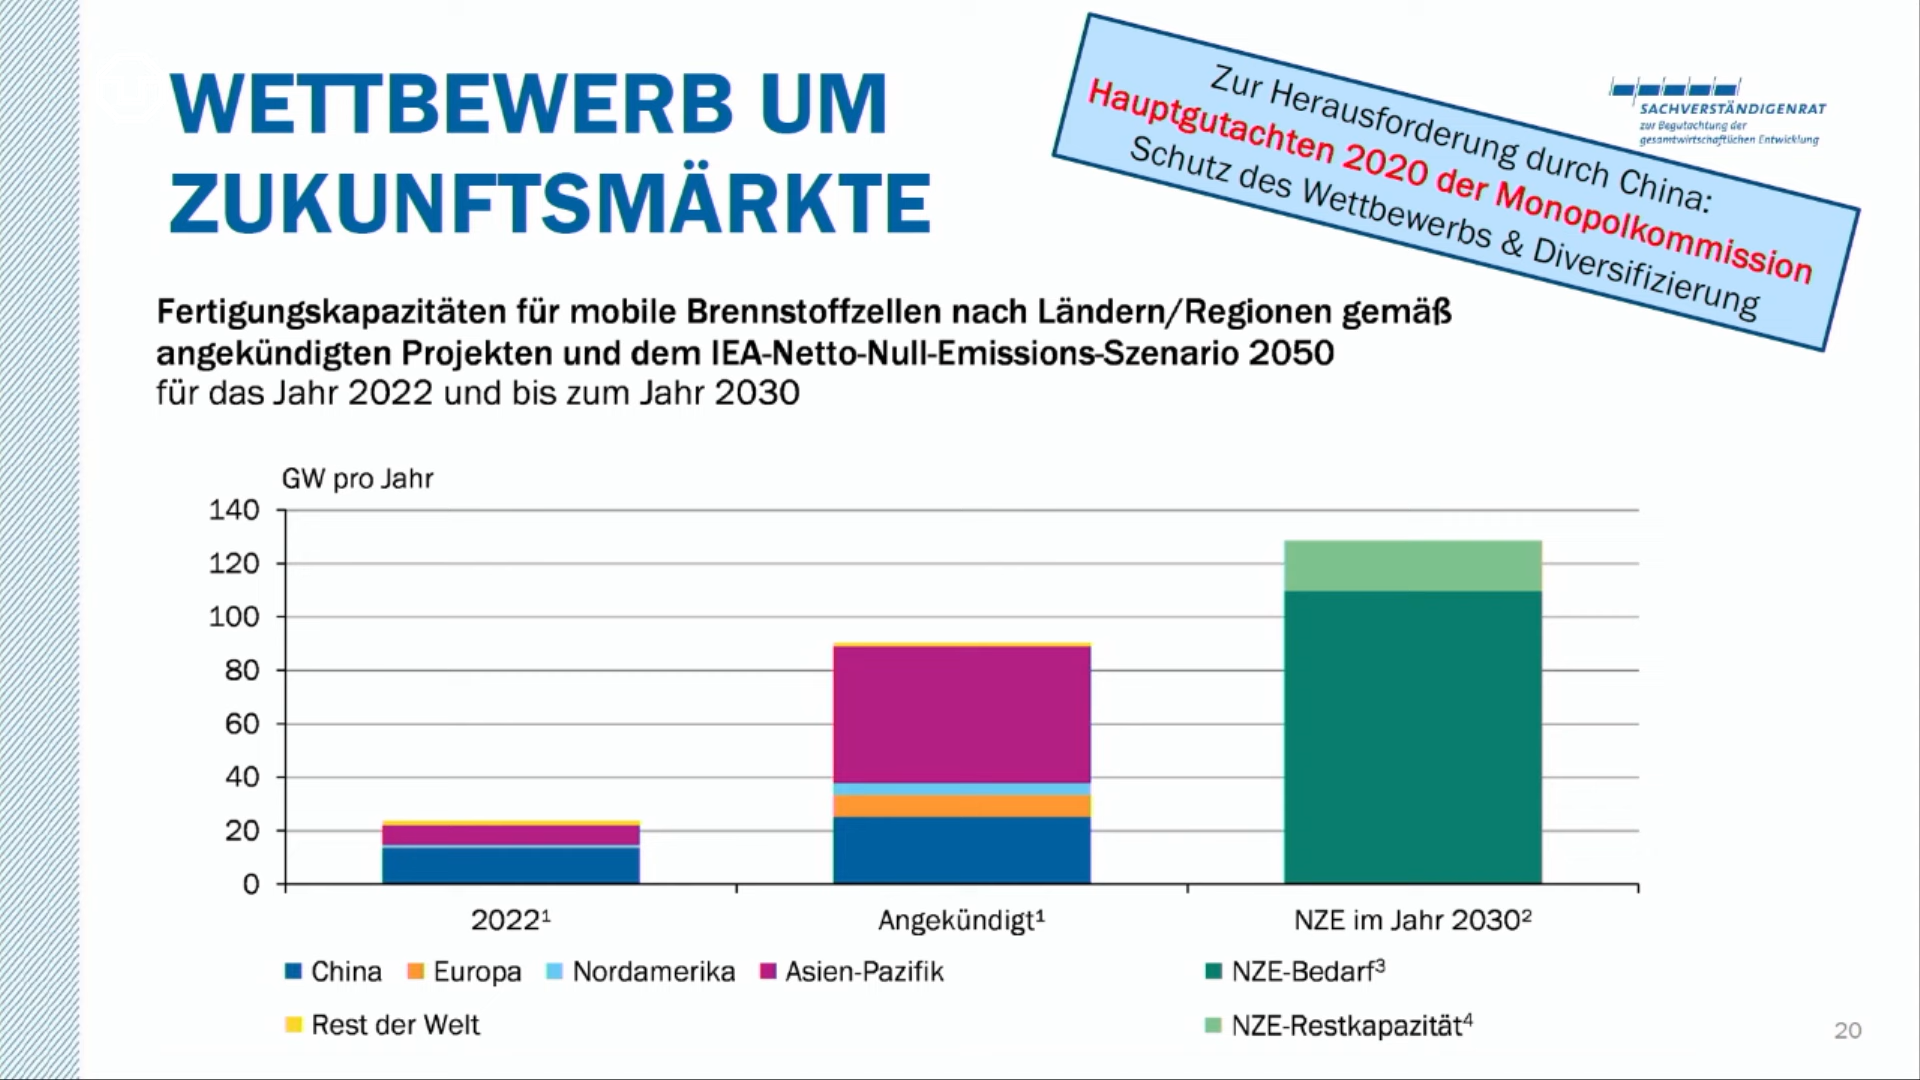 WETTBEWERB UM
ZUKUNFTSMÄRKTE
Zur Herausforderung durch China:
Hauptgutachten 2020 der Monopolkommission
Schutz des Wettbewerbs & Diversifizierung
SACHVERSTÄNDIGENRAT
zur Begutachtung der
gesamtwirtschaftlichen Entwicklung
Fertigungskapazitäten für mobile Brennstoffzellen nach Ländern/Regionen gemäß
angekündigten Projekten und dem IEA-Netto-Null-Emissions-Szenario 2050
für das Jahr 2022 und bis zum Jahr 2030
GW pro Jahr
140
120
100
80
60
40
20
0
2022¹ Angekündigt¹ NZE im Jahr 2030²
China Europa Nordamerika Asien-Pazifik NZE-Bedarf³
Rest der Welt NZE-Restkapazität⁴
20